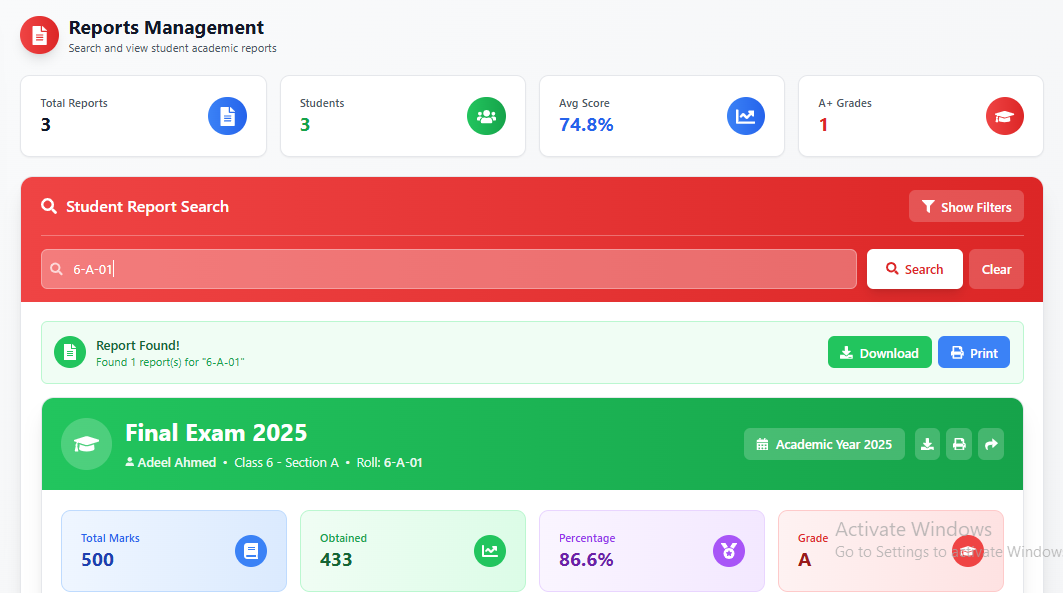 Reports Management
Search and view student academic reports
Total Reports
3
Students
3
Avg Score
74.8%
A+ Grades
1
Student Report Search
Show Filters
6-A-01
Search
Clear
Report Found!
Found 1 report(s) for "6-A-01"
Download
Print
Final Exam 2025
Adeel Ahmed • Class 6 - Section A • Roll: 6-A-01
Academic Year 2025
Total Marks
500
Obtained
433
Percentage
86.6%
Grade
A
Activate Windows
Go to Settings to activate Window